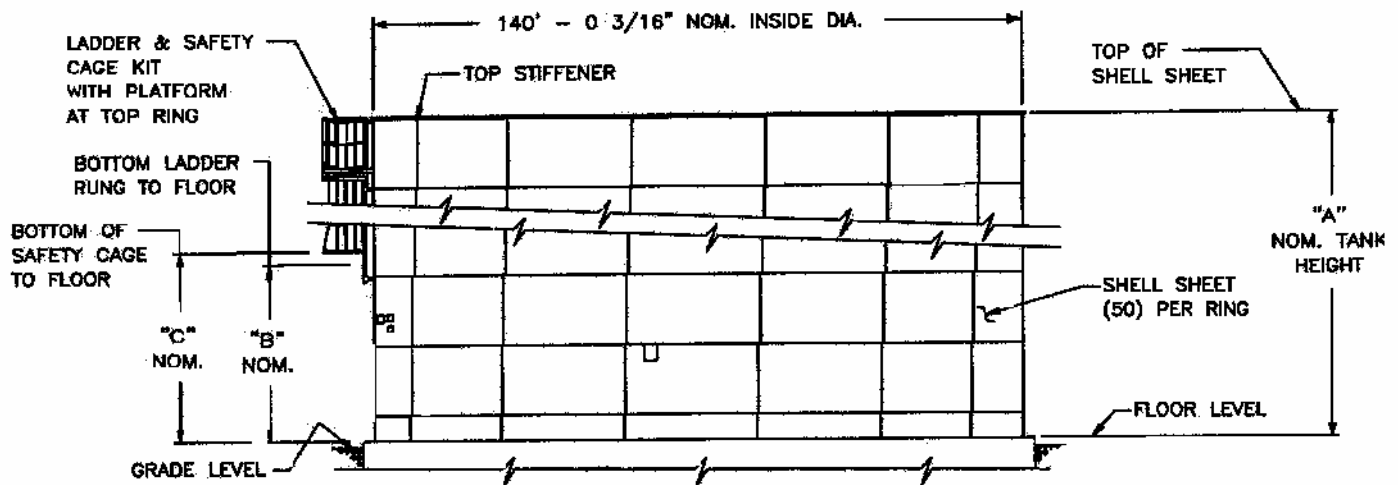 140' - 0 3/16" NOM. INSIDE DIA.
LADDER & SAFETY
CAGE KIT
WITH PLATFORM
AT TOP RING
TOP STIFFENER
TOP OF
SHELL SHEET
BOTTOM LADDER
RUNG TO FLOOR
BOTTOM OF
SAFETY CAGE
TO FLOOR
"A"
NOM. TANK
HEIGHT
SHELL SHEET
(50) PER RING
"C"
NOM.
"B"
NOM.
FLOOR LEVEL
GRADE LEVEL